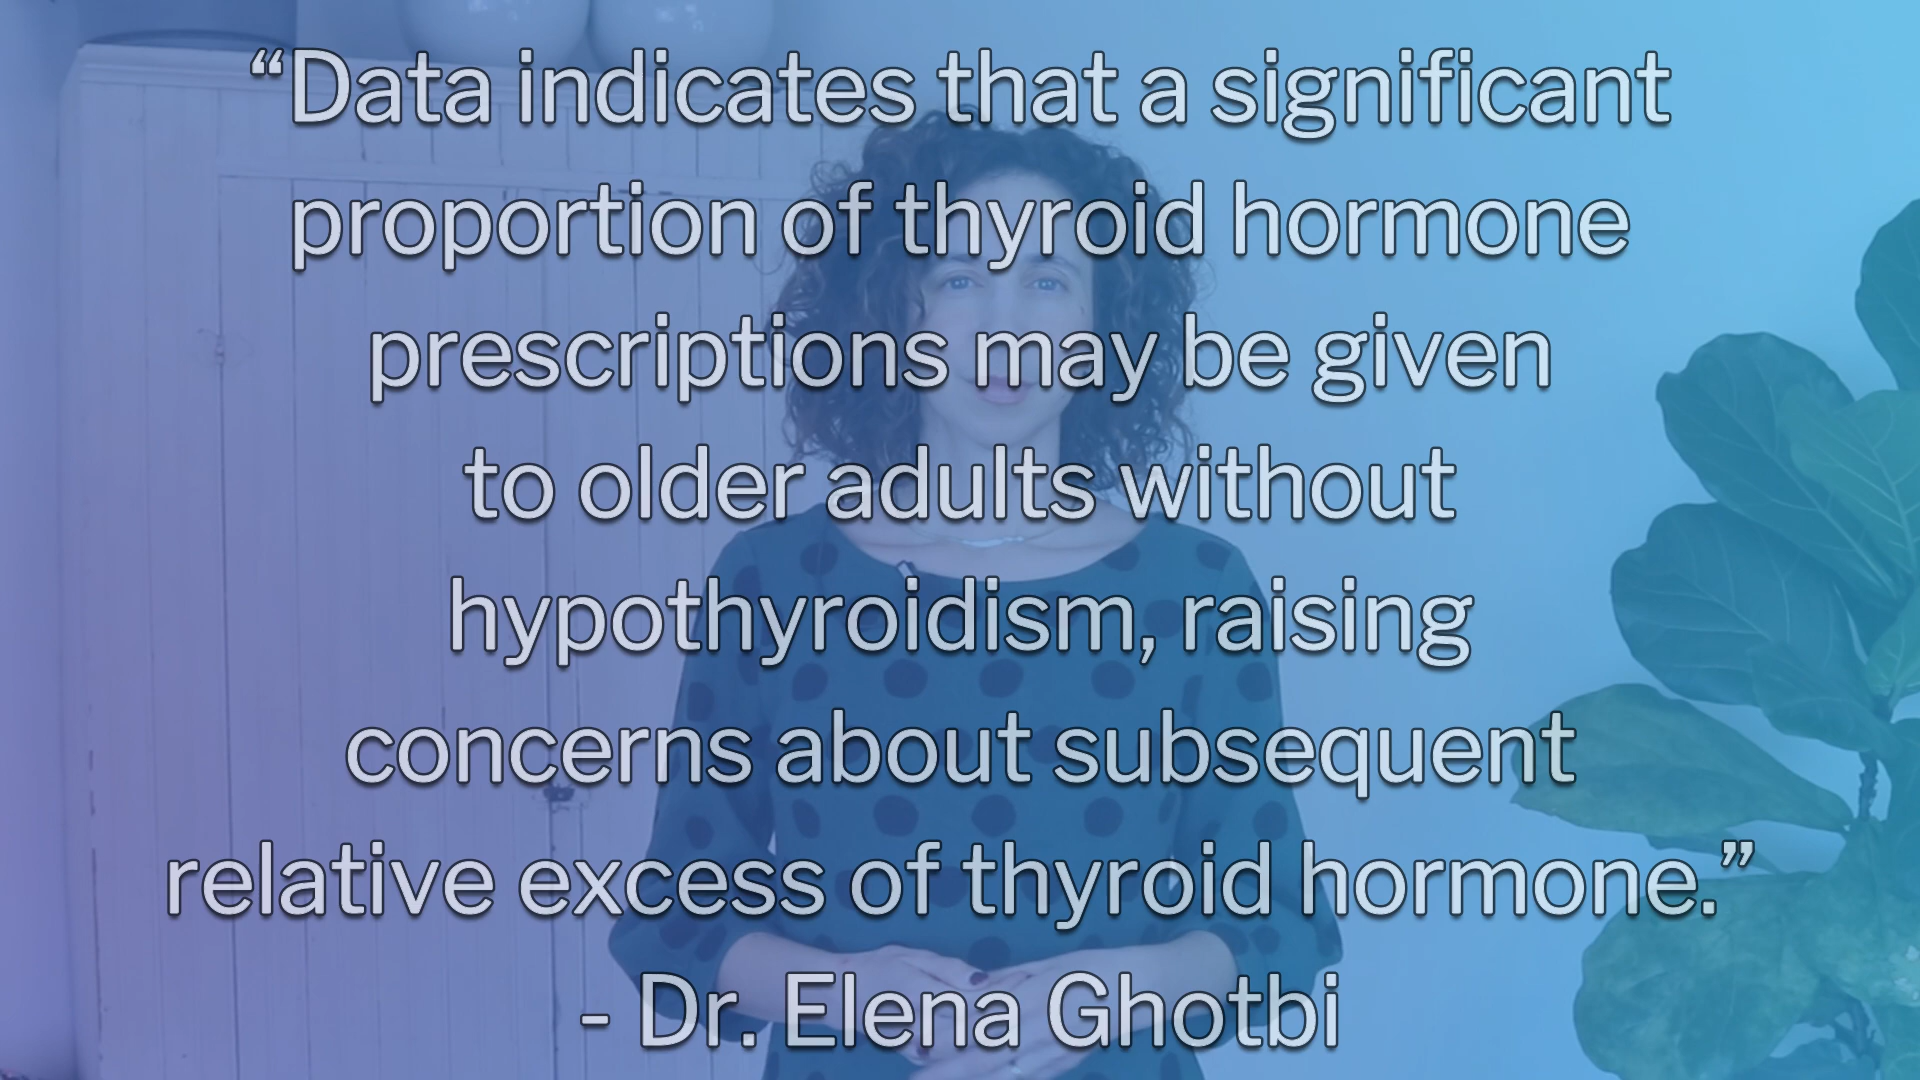 “Data indicates that a significant
proportion of thyroid hormone
prescriptions may be given
to older adults without
hypothyroidism, raising
concerns about subsequent
relative excess of thyroid hormone.”
- Dr. Elena Ghotbi